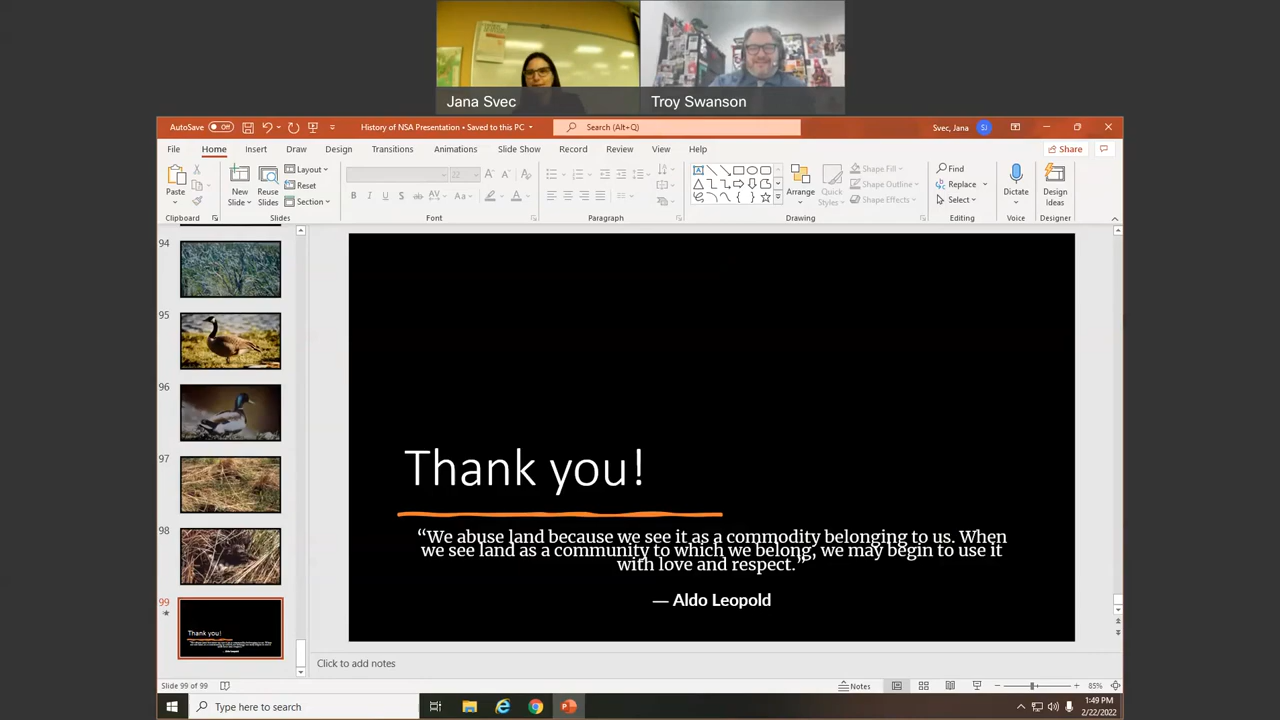 Jana Svec
Troy Swanson
AutoSave Off
History of NSA Presentation • Saved to this PC
Search (Alt+Q)
Svec, Jana
SJ
File Home Insert Draw Design Transitions Animations Slide Show Record Review View Help
Share
Paste
New
Slide
Reuse
Slides
Layout
Reset
Section
22
Arrange
Quick
Styles
Shape Fill
Shape Outline
Shape Effects
Find
Replace
Select
Dictate
Design
Ideas
Clipboard Slides Font Paragraph Drawing Editing Voice Designer
94
95
96
97
98
99
Thank you!
“We abuse land because we see it as a commodity belonging to us. When
we see land as a community to which we belong, we may begin to use it
with love and respect.”
― Aldo Leopold
Click to add notes
Slide 99 of 99
Notes
85%
Type here to search
1:49 PM
2/22/2022